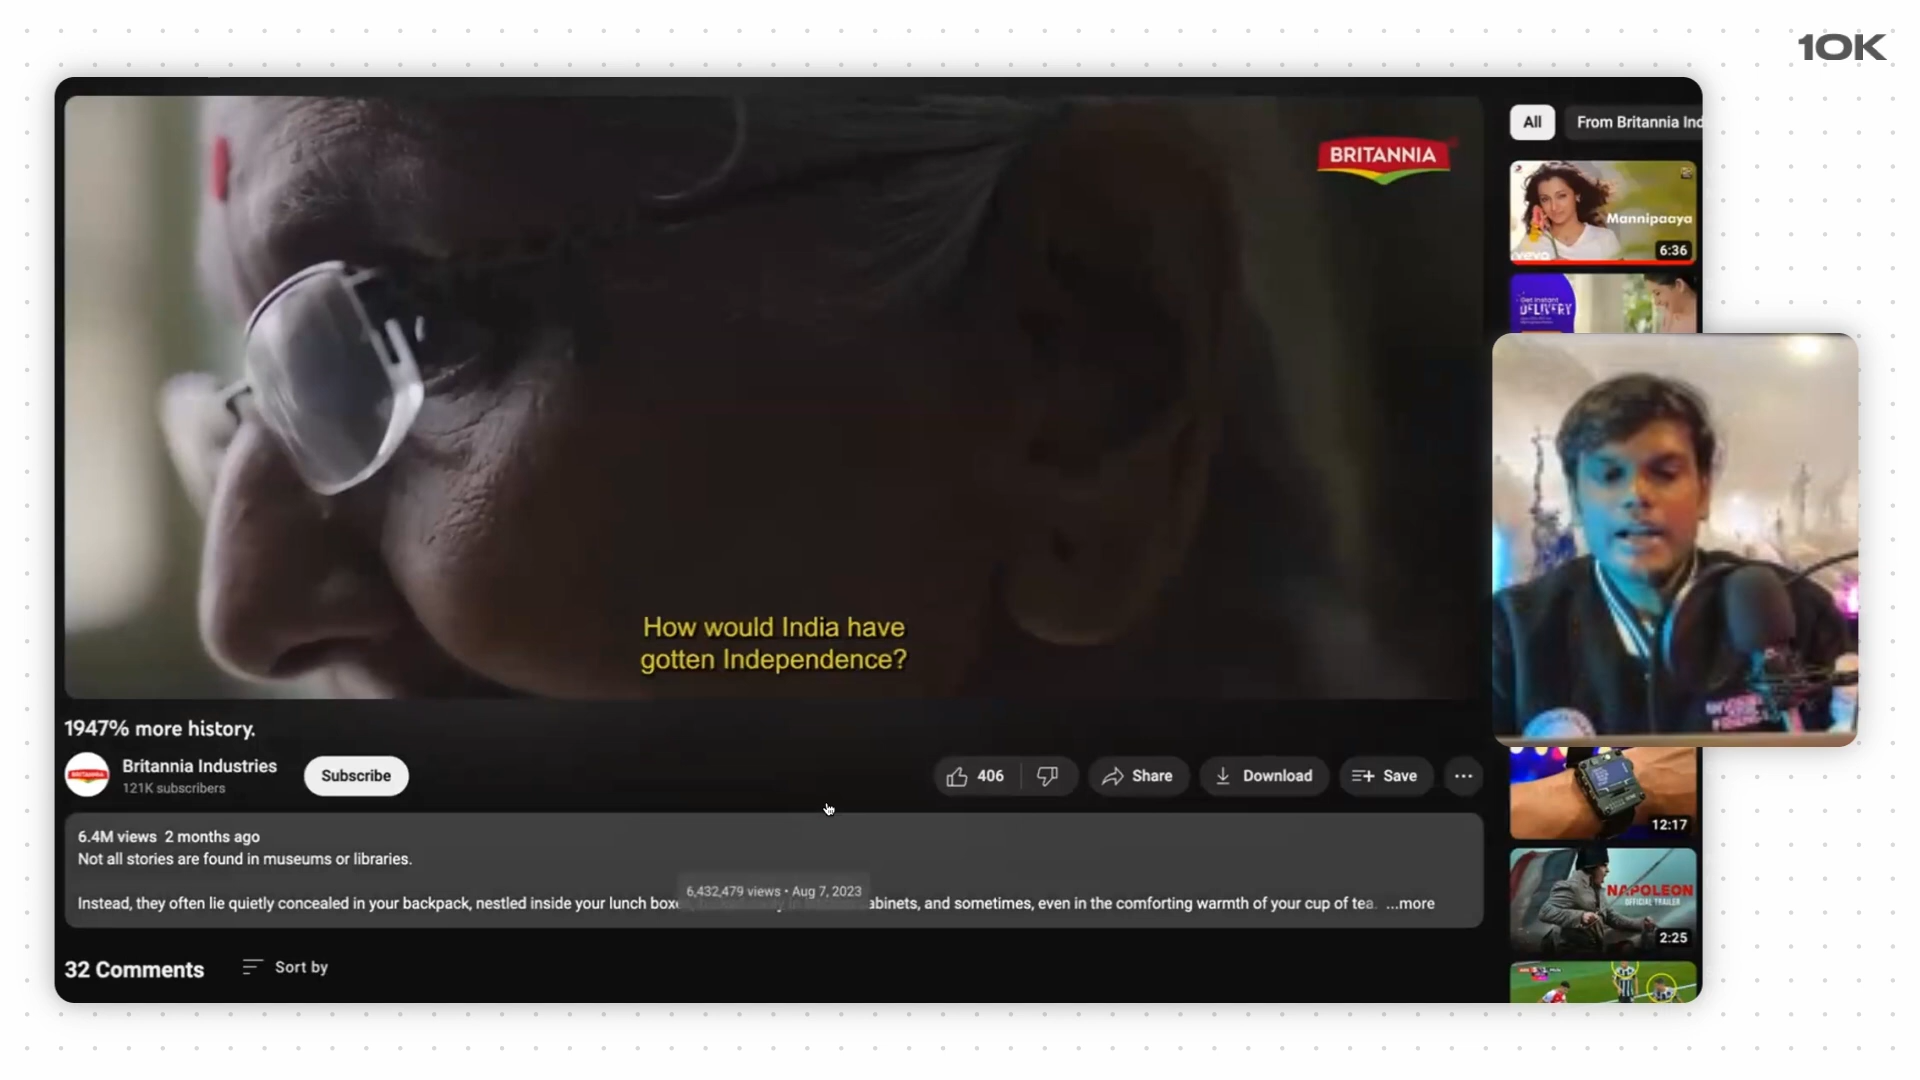 10K
BRITANNIA
How would India have
gotten Independence?
1947% more history.
Britannia Industries
121K subscribers
Subscribe
406
Share
Download
Save
6.4M views 2 months ago
Not all stories are found in museums or libraries.
6,432,479 views • Aug 7, 2023
Instead, they often lie quietly concealed in your backpack, nestled inside your lunch abinets, and sometimes, even in the comforting warmth of your cup of tea. ...more
32 Comments
Sort by
All
From Britannia Ind
Mannipaaya
vevo
6:36
Get Instant
DELIVERY
12:17
NAPOLEON
OFFICIAL TRAILER
2:25